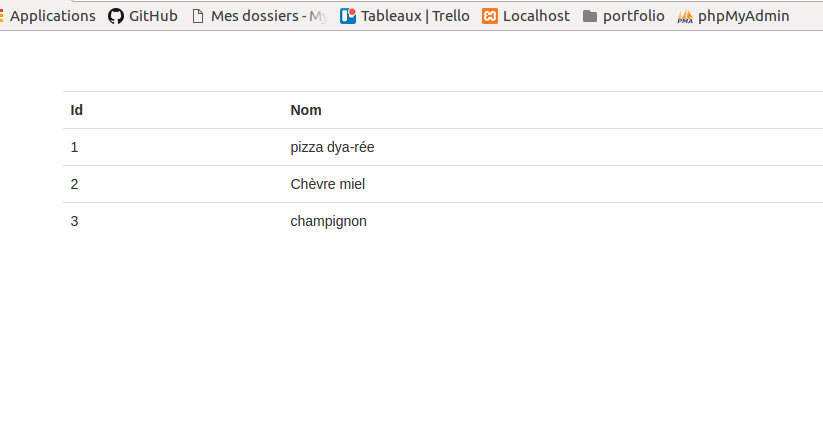 Applications GitHub Mes dossiers - My Tableaux | Trello Localhost portfolio phpMyAdmin
Id Nom
1 pizza dya-rée
2 Chèvre miel
3 champignon